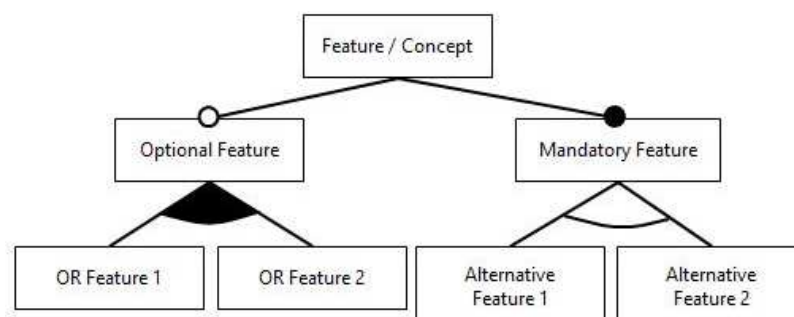 Feature / Concept
Optional Feature
Mandatory Feature
OR Feature 1
OR Feature 2
Alternative
Feature 1
Alternative
Feature 2